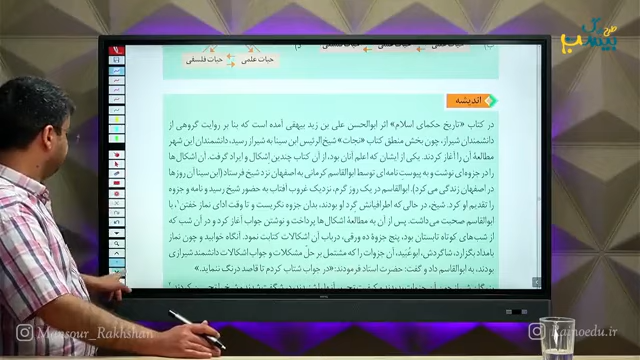 طرح
بینش
حیات علمی
حیات فلسفی
اندیشه
در کتاب «تاریخ حکمای اسلام» اثر ابوالحسن علی بن زید بیهقی آمده است که بنا بر روایت گروهی از
دانشمندان شیراز، چون بخش منطق کتاب «نجات» شیخ‌الرئیس ابن سینا به شیراز رسید، دانشمندان این شهر
مطالعهٔ آن را آغاز کردند. یکی از ایشان که اعلم آنان بود، از آن کتاب چندین اشکال و ایراد گرفت. آن اشکال‌ها
را در جزوه‌ای نوشت و به پیوست نامه‌ای توسط ابوالقاسم کرمانی به اصفهان نزد شیخ فرستاد (ابن سینا آن روزها
در اصفهان زندگی می کرد). ابوالقاسم در یک روز گرم، نزدیک غروب آفتاب به حضور شیخ رسید و نامه و جزوه
را تقدیم او کرد. شیخ، در حالی که اطرافیانش گرد او بودند، بدان جزوه نگریست و تا وقت ادای نماز خفتن، با
ابوالقاسم صحبت می‌داشت. پس از آن به مطالعهٔ اشکال‌ها پرداخت و نوشتن جواب آغاز کرد و در آن شب که
از شب‌های کوتاه تابستان بود، پنج جزوهٔ ده ورقی، درباب آن اشکالات کتابت نمود. آنگاه خوابید و چون نماز
بامداد بگزارد، شاگردش، ابوعُبَید، آن جزوات را که مشتمل بر حلّ مشکلات و جواب اشکالات دانشمند شیرازی
بودند، به ابوالقاسم داد و گفت: حضرت استاد فرمودند: «در جواب شتاب کردم تا قاصد درنگ ننماید.»
Mansour_Rakhshan
Kainoedu.ir